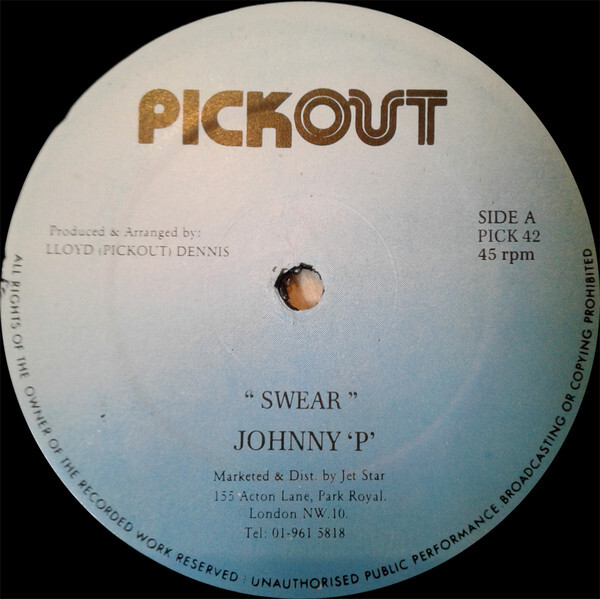 PICKOUT
Produced & Arranged by:
LLOYD (PICKOUT) DENNIS
SIDE A
PICK 42
45 rpm
“ SWEAR ”
JOHNNY ‘P’
Marketed & Dist. by Jet Star
155 Acton Lane, Park Royal.
London NW.10.
Tel: 01-961 5818
ALL RIGHTS OF THE OWNER OF THE RECORDED WORK RESERVED : UNAUTHORISED PUBLIC PERFORMANCE BROADCASTING OR COPYING PROHIBITED